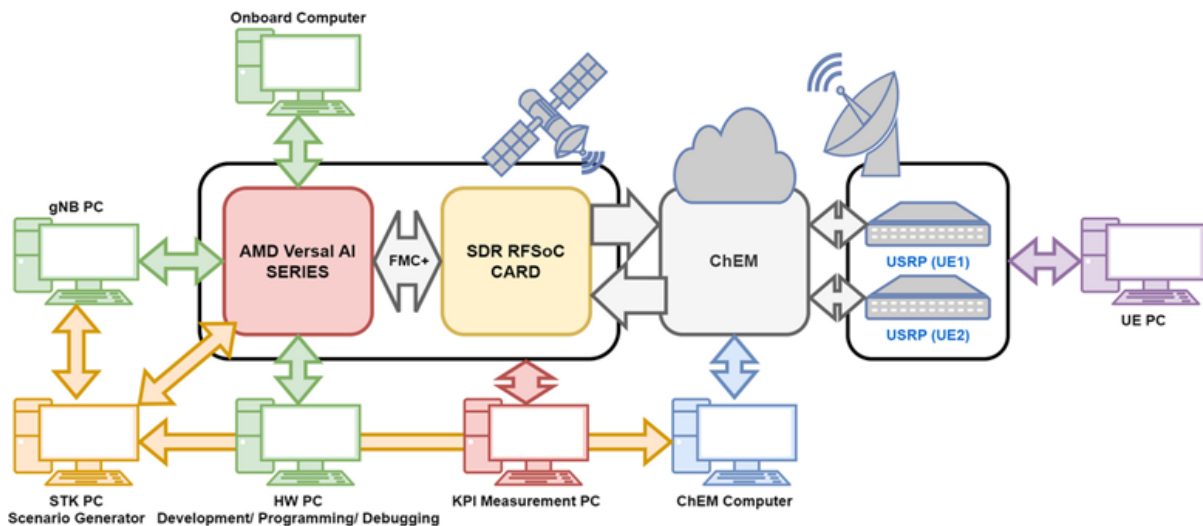 Onboard Computer
gNB PC
AMD Versal AI
SERIES
FMC+
SDR RFSoC
CARD
ChEM
USRP (UE1)
USRP (UE2)
UE PC
STK PC
Scenario Generator
HW PC
Development/ Programming/ Debugging
KPI Measurement PC
ChEM Computer